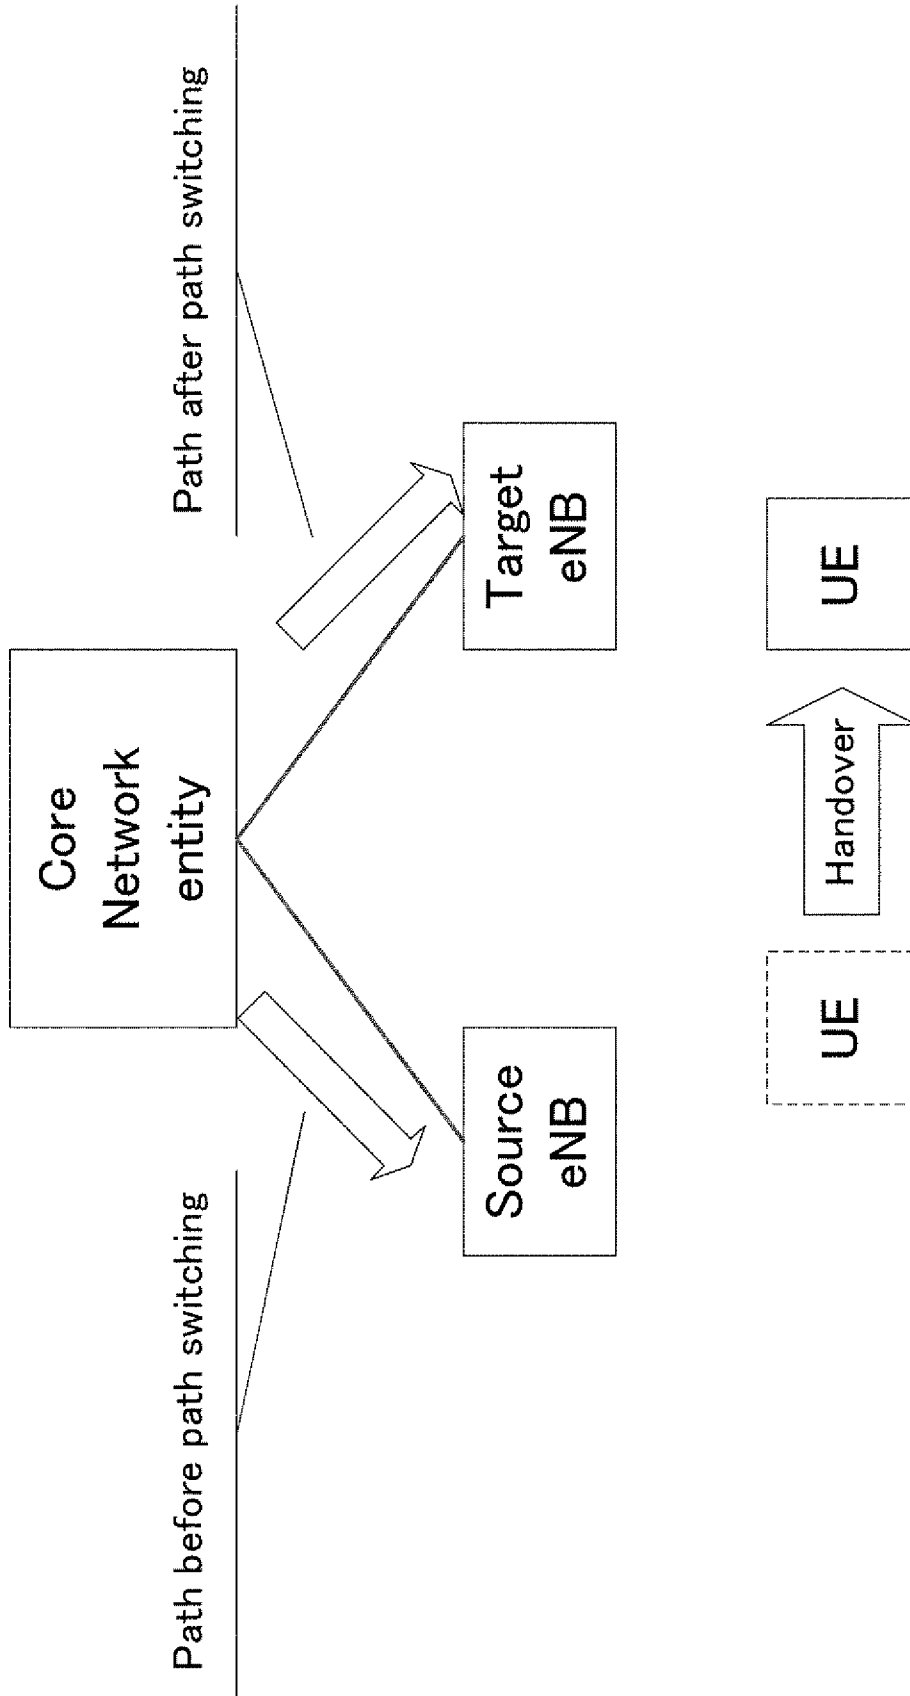 Core
Network
entity
Path before path switching
Path after path switching
Source
eNB
Target
eNB
UE
Handover
UE